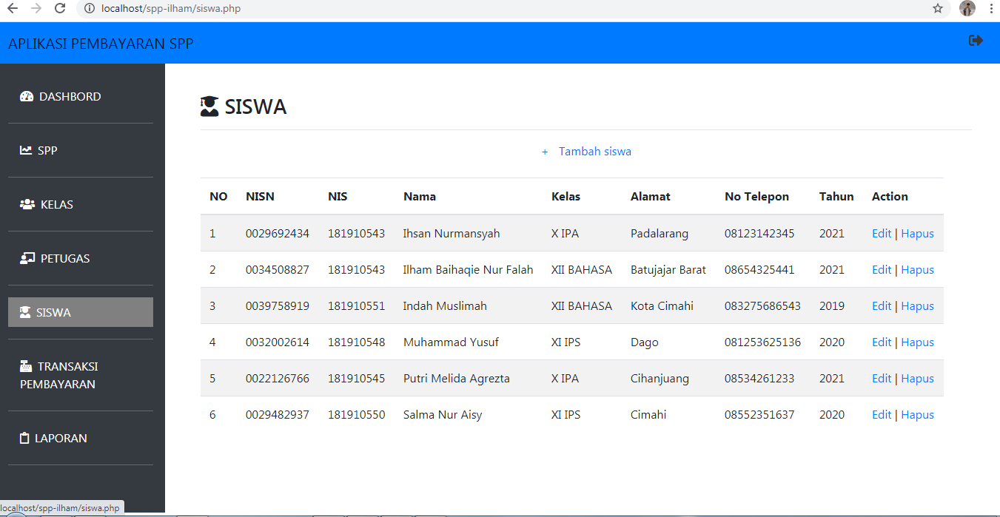 localhost/spp-ilham/siswa.php
APLIKASI PEMBAYARAN SPP
DASHBORD
SPP
KELAS
PETUGAS
SISWA
TRANSAKSI
PEMBAYARAN
LAPORAN
SISWA
+ Tambah siswa
NO NISN NIS Nama Kelas Alamat No Telepon Tahun Action
1 0029692434 181910543 Ihsan Nurmansyah X IPA Padalarang 08123142345 2021 Edit | Hapus
2 0034508827 181910543 Ilham Baihaqie Nur Falah XII BAHASA Batujajar Barat 08654325441 2021 Edit | Hapus
3 0039758919 181910551 Indah Muslimah XII BAHASA Kota Cimahi 083275686543 2019 Edit | Hapus
4 0032002614 181910548 Muhammad Yusuf XI IPS Dago 081253625136 2020 Edit | Hapus
5 0022126766 181910545 Putri Melida Agrezta X IPA Cihanjuang 08534261233 2021 Edit | Hapus
6 0029482937 181910550 Salma Nur Aisy XI IPS Cimahi 08552351637 2020 Edit | Hapus
localhost/spp-ilham/siswa.php